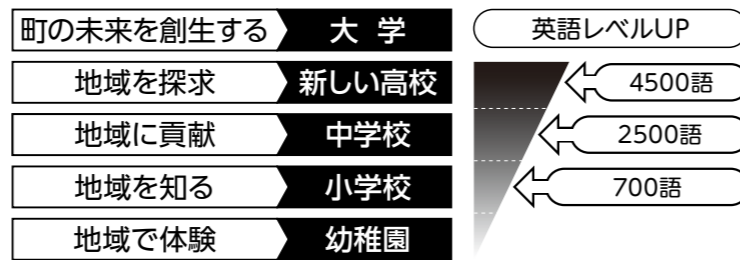 町の未来を創生する 大 学 英語レベルUP
地域を探求 新しい高校 4500語
地域に貢献 中学校 2500語
地域を知る 小学校 700語
地域で体験 幼稚園